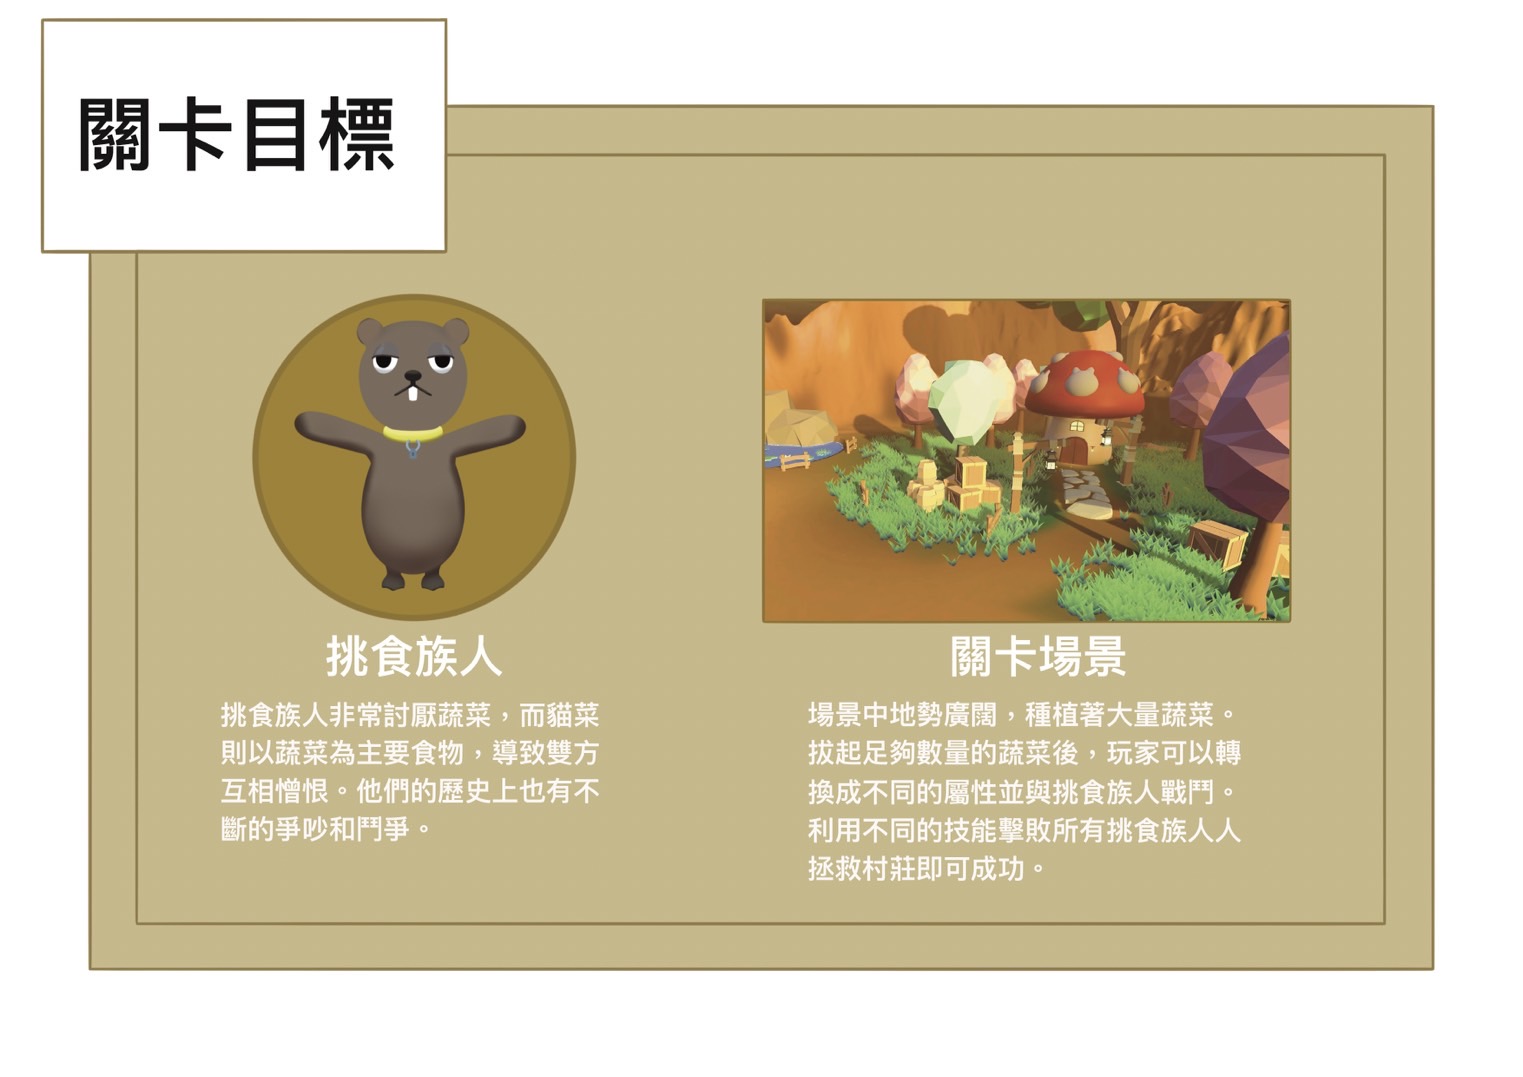 關卡目標
挑食族人
挑食族人非常討厭蔬菜，而貓菜
則以蔬菜為主要食物，導致雙方
互相憎恨。他們的歷史上也有不
斷的爭吵和鬥爭。
關卡場景
場景中地勢廣闊，種植著大量蔬菜。
拔起足夠數量的蔬菜後，玩家可以轉
換成不同的屬性並與挑食族人戰鬥。
利用不同的技能擊敗所有挑食族人人
拯救村莊即可成功。